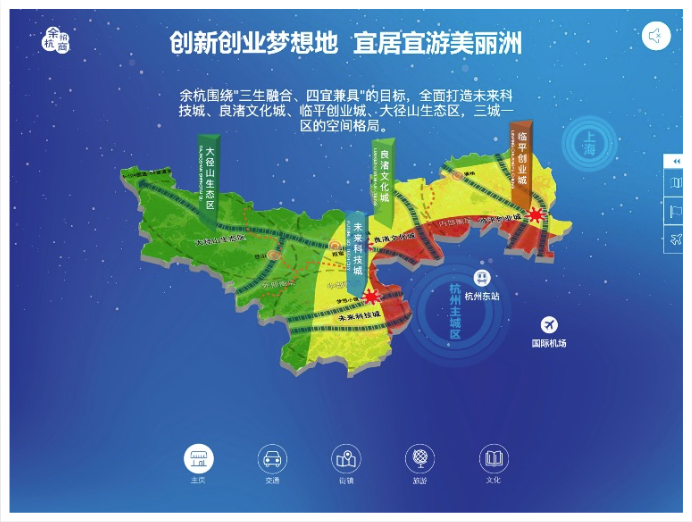 余杭
商
创新创业梦想地 宜居宜游美丽洲
余杭围绕"三生融合、四宜兼具"的目标，全面打造未来科
技城、良渚文化城、临平创业城、大径山生态区，三城一
区的空间格局。
上海
大径山生态区
良渚文化城
临平创业城
未来科技城
大径山生态区
良渚文化城
临平创业城
梦想小镇
未来科技城
杭州主城区
杭州东站
国际机场
主页
交通
街镇
旅游
文化